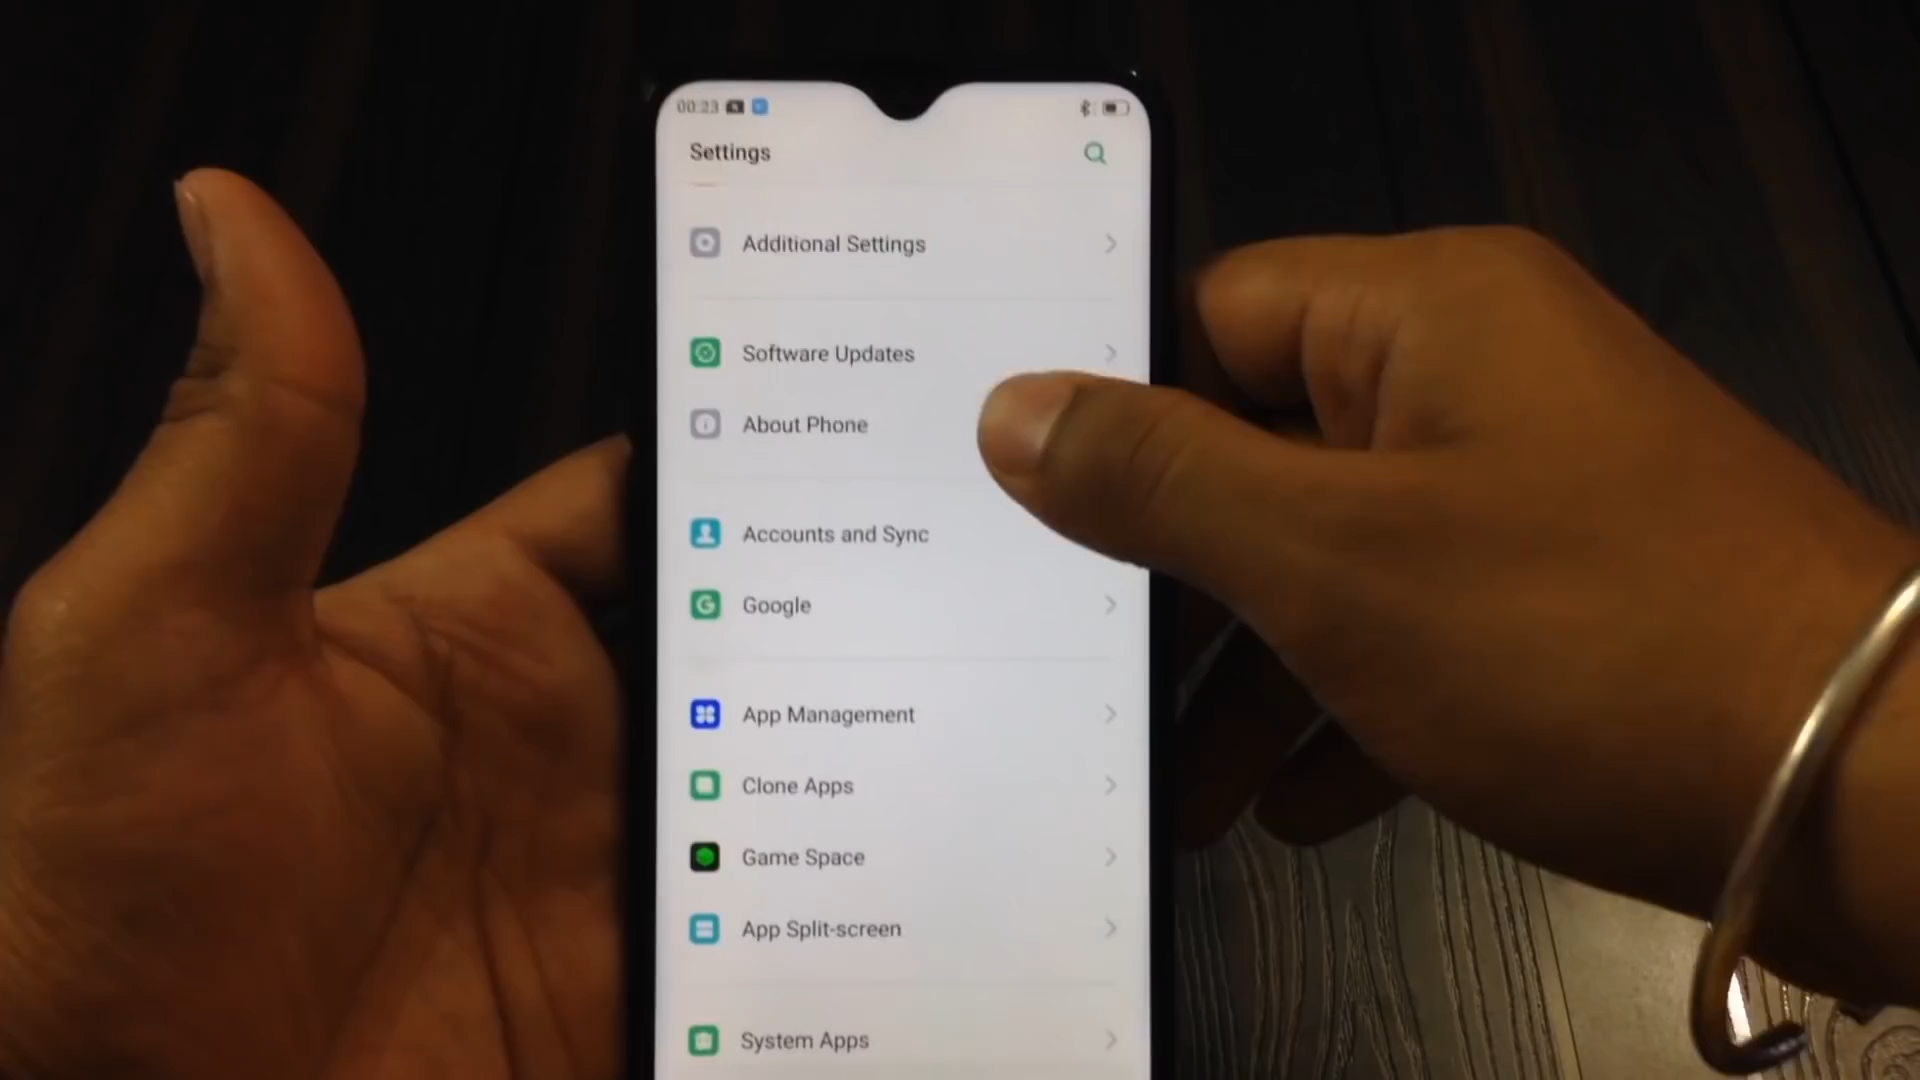 00:23
Settings
Additional Settings
Software Updates
About Phone
Accounts and Sync
Google
App Management
Clone Apps
Game Space
App Split-screen
System Apps